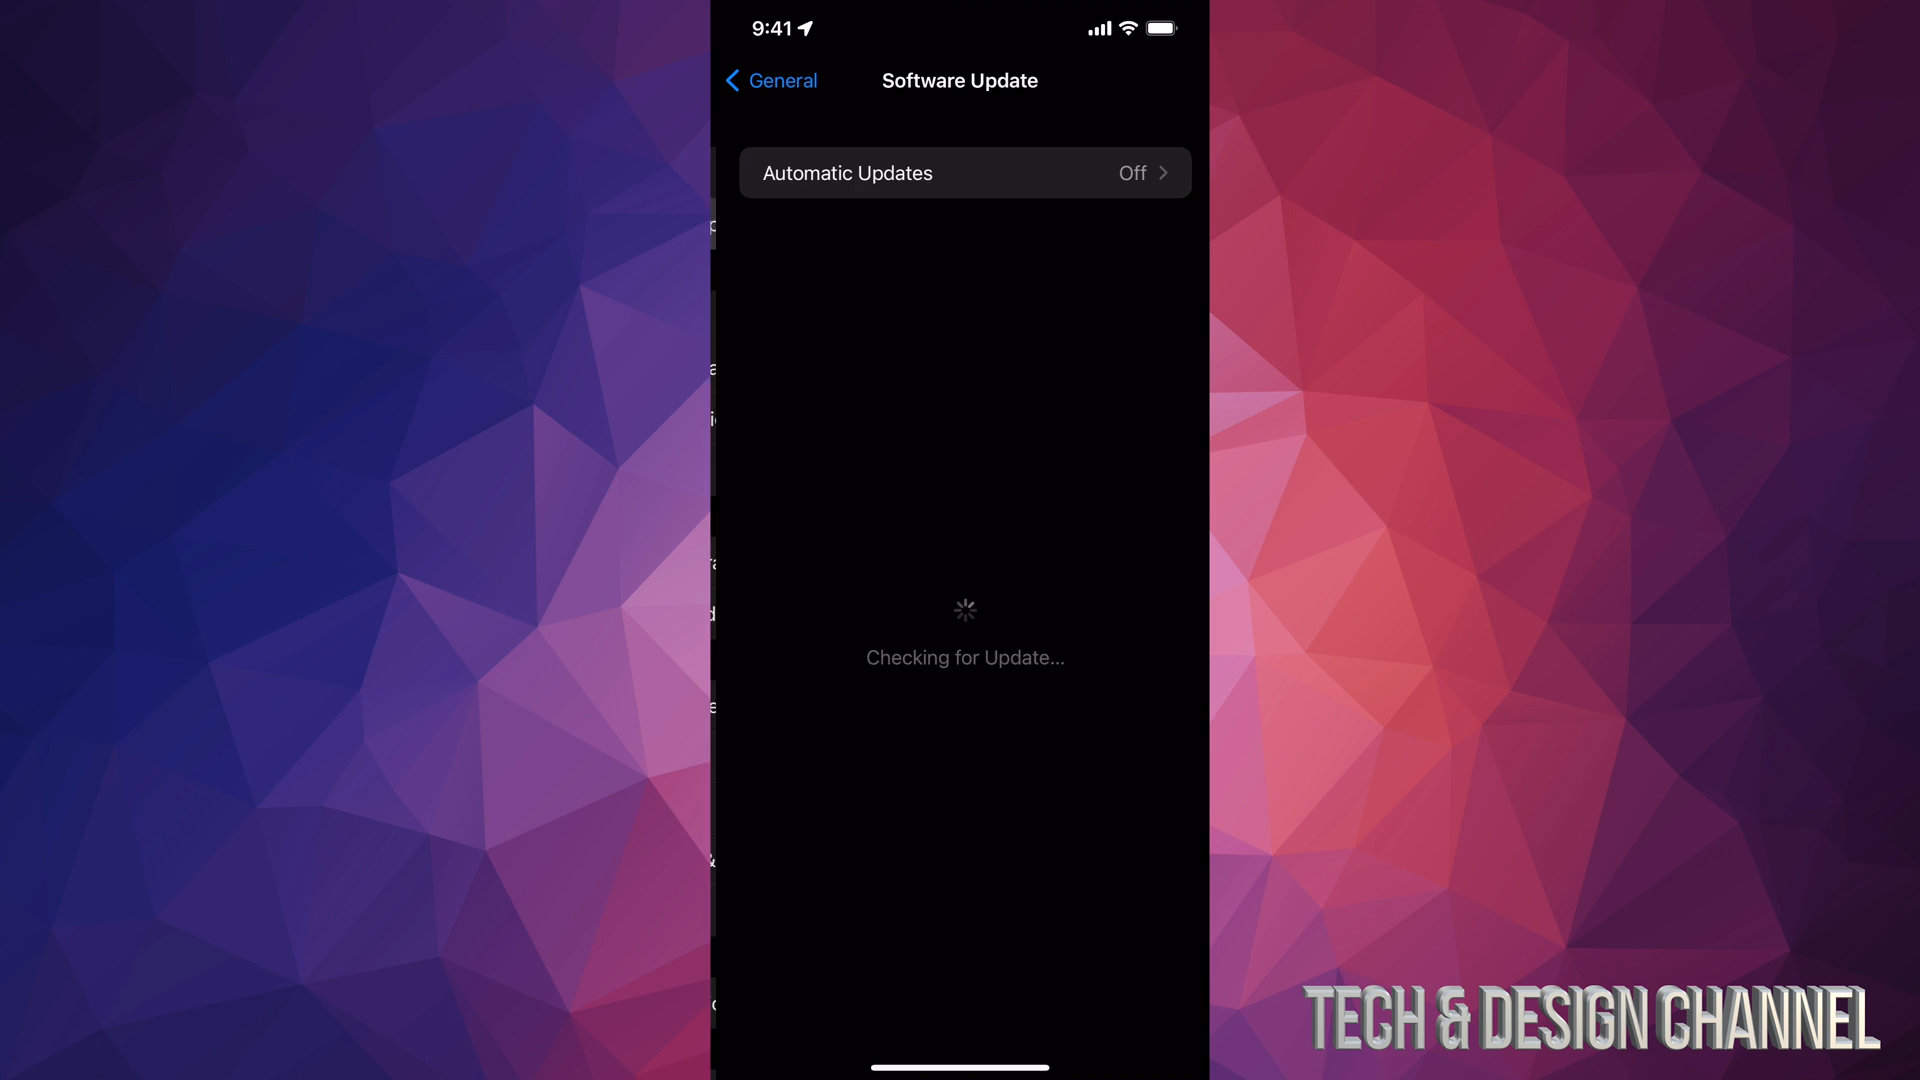 9:41
General
Software Update
Automatic Updates
Off
Checking for Update...
TECH & DESIGN CHANNEL